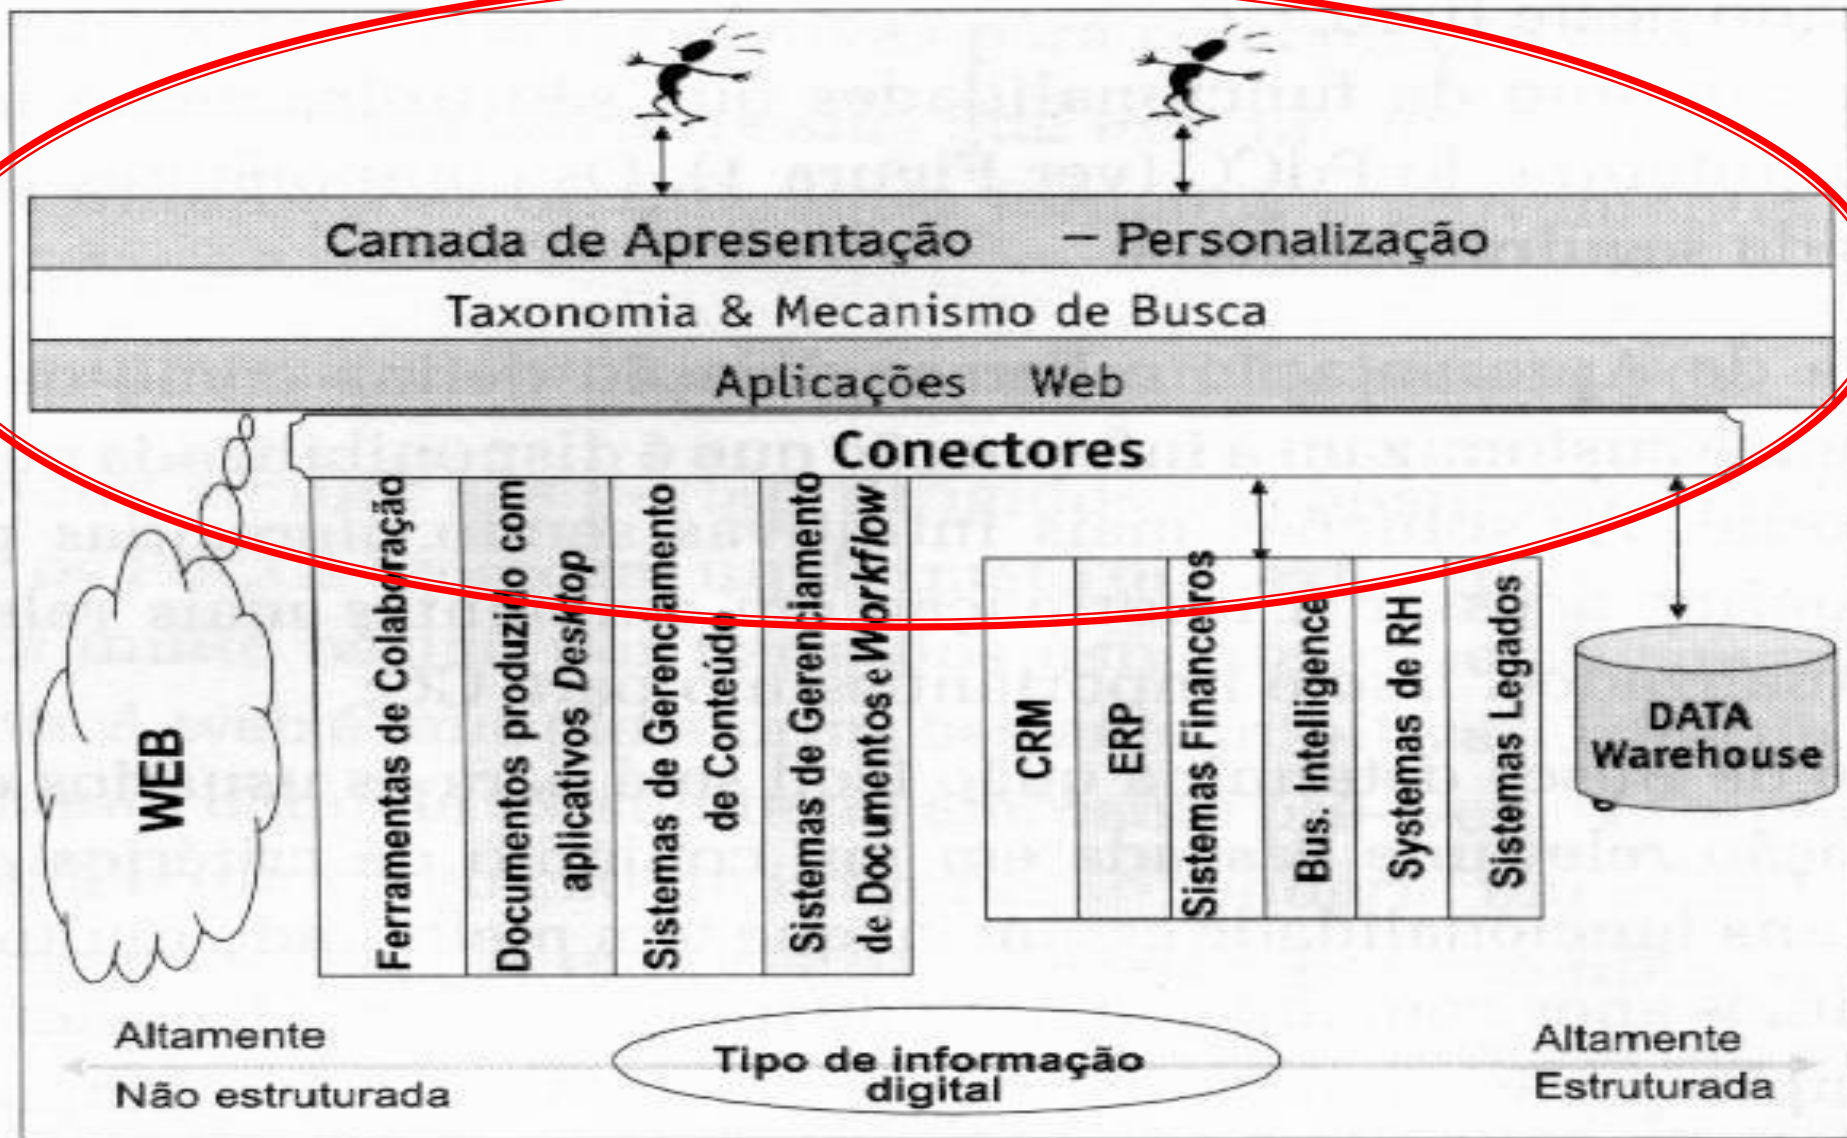 Camada de Apresentação – Personalização
Taxonomia & Mecanismo de Busca
Aplicações Web
Conectores
WEB
Ferramentas de Colaboração
Documentos produzido com
aplicativos Desktop
Sistemas de Gerenciamento
de Conteúdo
Sistemas de Gerenciamento
de Documentos e Workflow
CRM
ERP
Sistemas Financeiros
Bus. Intelligence
Systemas de RH
Sistemas Legados
DATA
Warehouse
Altamente
Não estruturada
Tipo de informação
digital
Altamente
Estruturada